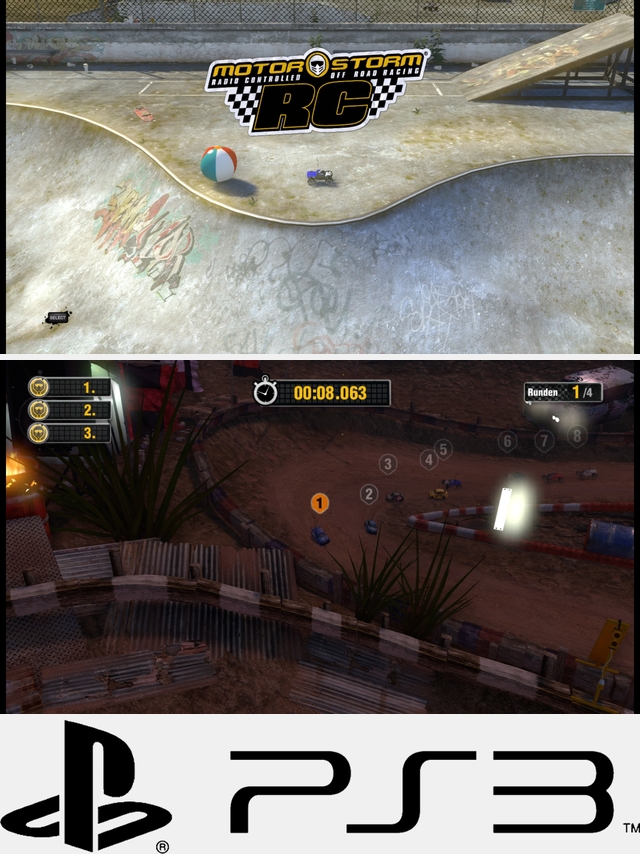 MOTORSTORM®
RADIO CONTROLLED OFF ROAD RACING
RC
SELECT
1.
2.
3.
00:08.063
Runden 1/4
1
2
3
4
5
6
7
8
PS3™
®